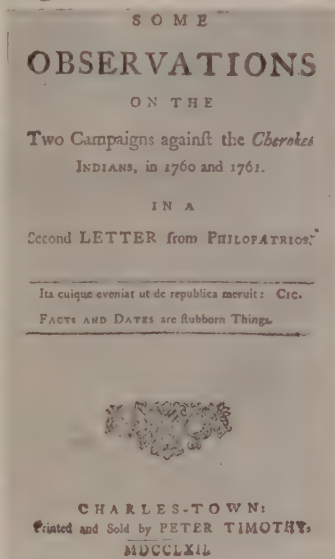 SOME
OBSERVATIONS
ON THE
Two Campaigns againſt the Cherokee
INDIANS, in 1760 and 1761.
IN A
Second LETTER from PHILOPATRIOS.
Ita cuique eveniat ut de republica meruit: CIC.
FACTS AND DATES are ſtubborn Things.
CHARLES-TOWN:
Printed and Sold by PETER TIMOTHY,
MDCCLXII.